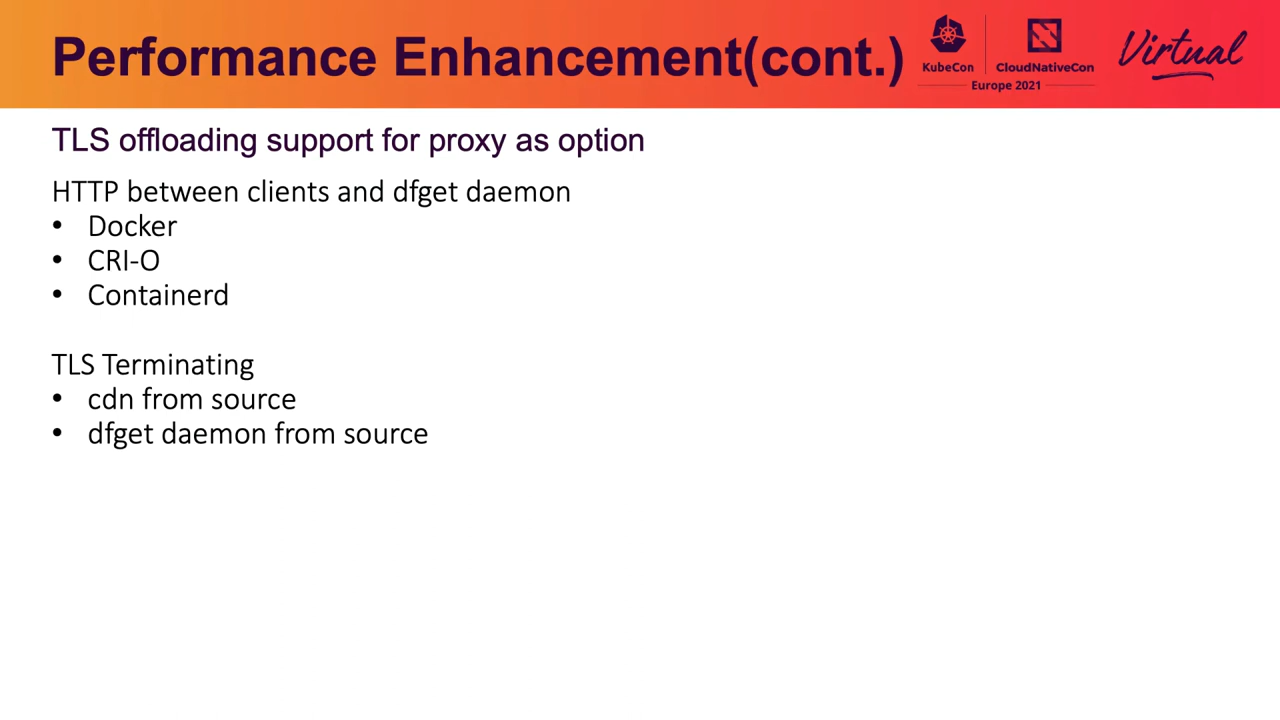 Performance Enhancement(cont.)
KubeCon
CloudNativeCon
Europe 2021
Virtual
TLS offloading support for proxy as option
HTTP between clients and dfget daemon
• Docker
• CRI-O
• Containerd
TLS Terminating
• cdn from source
• dfget daemon from source